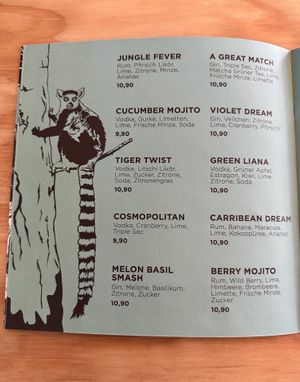 JUNGLE FEVER
Rum, Pfirsich Likör,
Lime, Zitrone, Minze,
Ananas
10,90
CUCUMBER MOJITO
Vodka, Gurke, Limetten,
Lime, Frische Minze, Soda
9,90
TIGER TWIST
Vodka, Litschi Likör,
Lime, Zucker, Zitrone,
Soda, Zitronengras
10,90
COSMOPOLITAN
Vodka, Cranberry, Lime,
Triple Sec
9,90
MELON BASIL
SMASH
Gin, Melone, Basilikum,
Zitrone, Zucker
10,90
A GREAT MATCH
Gin, Triple Sec, Zitrone,
Matcha Grüner Tee, Lime,
Frische Minze
10,90
VIOLET DREAM
Gin, Veilchen, Zitrone
Lime, Cranberry, Pfirsich
10,90
GREEN LIANA
Vodka, Grüner Apfel,
Estragon, Kiwi, Lime,
Zitrone, Soda
10,90
CARRIBEAN DREAM
Rum, Banane, Maracuja,
Lime, Kokospüree, Ananas
10,90
BERRY MOJITO
Rum, Wild Berry, Lime,
Himbeere, Brombeere,
Limette, Frische Minze,
Zucker
10,90